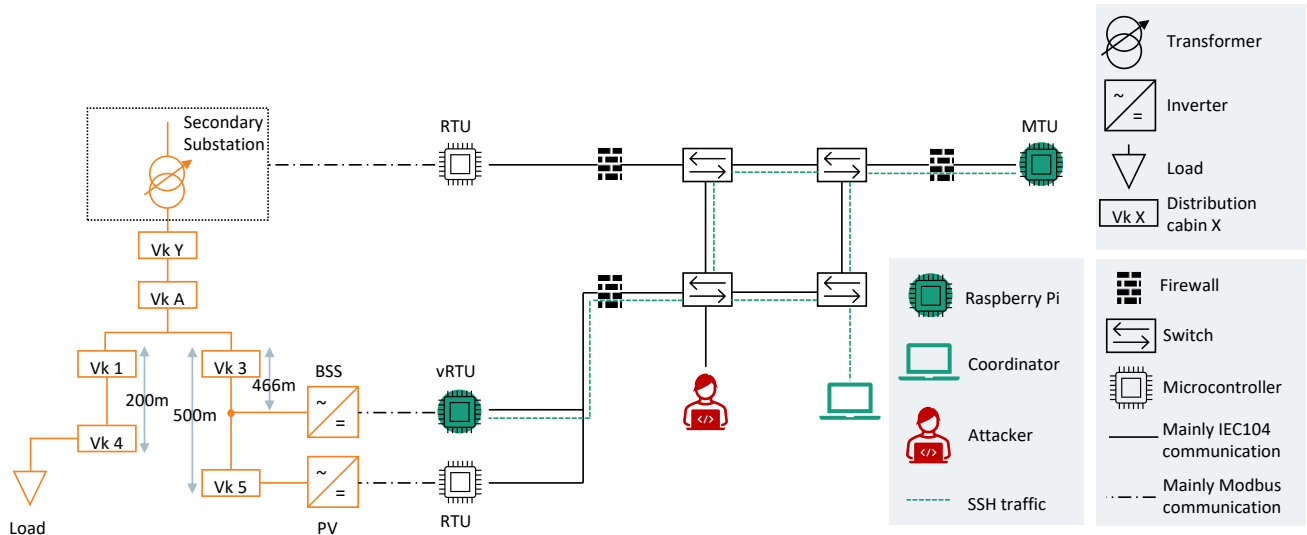 Secondary
Substation
RTU
MTU
Vk Y
Vk A
Vk 1
Vk 3
200m
500m
466m
BSS
vRTU
Vk 4
Vk 5
Load
PV
RTU
~
=
~
=
</>
Raspberry Pi
Coordinator
</>
Attacker
SSH traffic
Transformer
~
=
Inverter
Load
Vk X
Distribution
cabin X
Firewall
Switch
Microcontroller
Mainly IEC104
communication
Mainly Modbus
communication